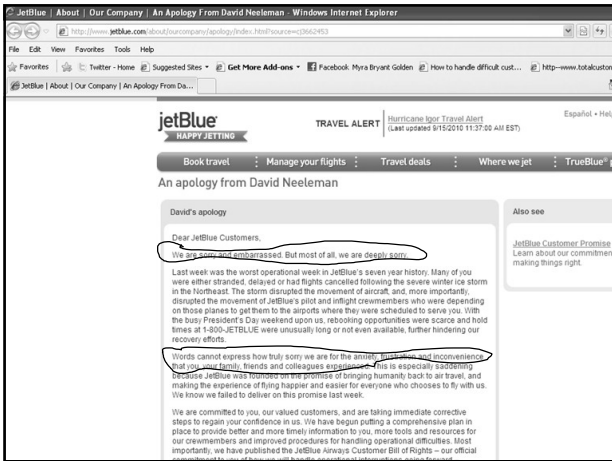 JetBlue | About | Our Company | An Apology From David Neeleman - Windows Internet Explorer
http://www.jetblue.com/about/ourcompany/apology/index.html?source=cj3662453
File Edit View Favorites Tools Help
Favorites Twitter - Home Suggested Sites Get More Add-ons Facebook Myra Bryant Golden How to handle difficult cust... http--www.totalcustom
JetBlue | About | Our Company | An Apology From Da...
jetBlue
HAPPY JETTING
TRAVEL ALERT
Hurricane Igor Travel Alert
(Last updated 9/15/2010 11:37:00 AM EST)
Español • Hel
Book travel Manage your flights Travel deals Where we jet TrueBlue®
An apology from David Neeleman
David's apology
Dear JetBlue Customers,
We are sorry and embarrassed. But most of all, we are deeply sorry.
Last week was the worst operational week in JetBlue's seven year history. Many of you
were either stranded, delayed or had flights cancelled following the severe winter ice storm
in the Northeast. The storm disrupted the movement of aircraft, and, more importantly,
disrupted the movement of JetBlue's pilot and inflight crewmembers who were depending
on those planes to get them to the airports where they were scheduled to serve you. With
the busy President's Day weekend upon us, rebooking opportunities were scarce and hold
times at 1-800-JETBLUE were unusually long or not even available, further hindering our
recovery efforts.
Words cannot express how truly sorry we are for the anxiety, frustration and inconvenience
that you, your family, friends and colleagues experienced. This is especially saddening
because JetBlue was founded on the promise of bringing humanity back to air travel, and
making the experience of flying happier and easier for everyone who chooses to fly with us.
We know we failed to deliver on this promise last week.
We are committed to you, our valued customers, and are taking immediate corrective
steps to regain your confidence in us. We have begun putting a comprehensive plan in
place to provide better and more timely information to you, more tools and resources for
our crewmembers and improved procedures for handling operational difficulties. Most
importantly, we have published the JetBlue Airways Customer Bill of Rights – our official
commitment to you of how we will handle operational interruptions going forward
Also see
JetBlue Customer Promise
Learn about our commitmen
making things right.